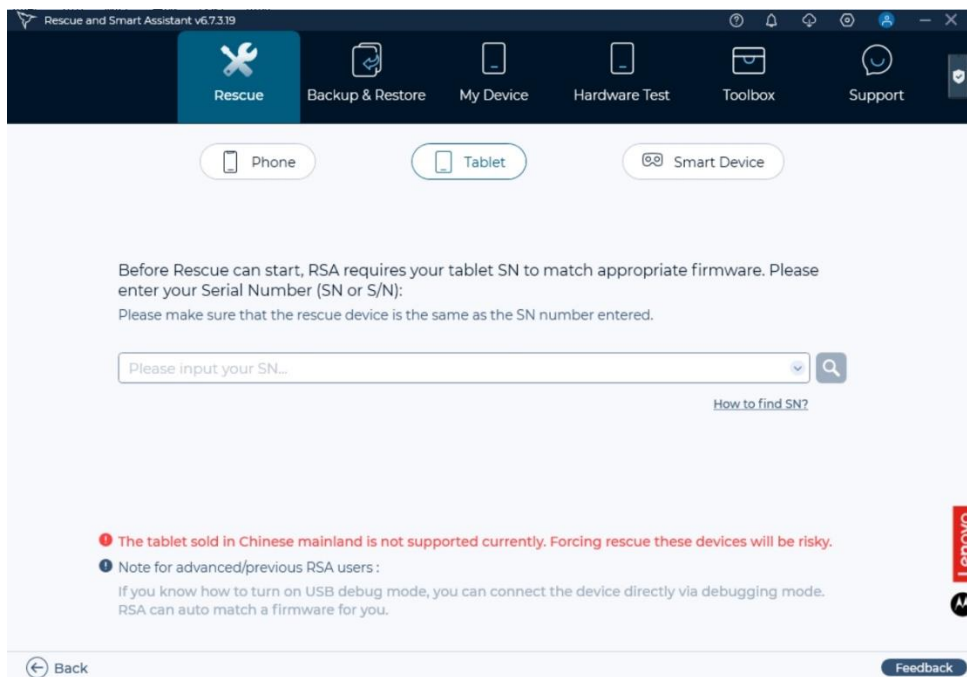 Rescue and Smart Assistant v6.7.3.19
Rescue
Backup & Restore
My Device
Hardware Test
Toolbox
Support
Phone
Tablet
Smart Device
Before Rescue can start, RSA requires your tablet SN to match appropriate firmware. Please
enter your Serial Number (SN or S/N):
Please make sure that the rescue device is the same as the SN number entered.
Please input your SN...
How to find SN?
The tablet sold in Chinese mainland is not supported currently. Forcing rescue these devices will be risky.
Note for advanced/previous RSA users :
If you know how to turn on USB debug mode, you can connect the device directly via debugging mode.
RSA can auto match a firmware for you.
Lenovo
Back
Feedback